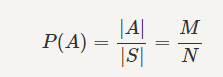 P(A) = |A| / |S| = M / N